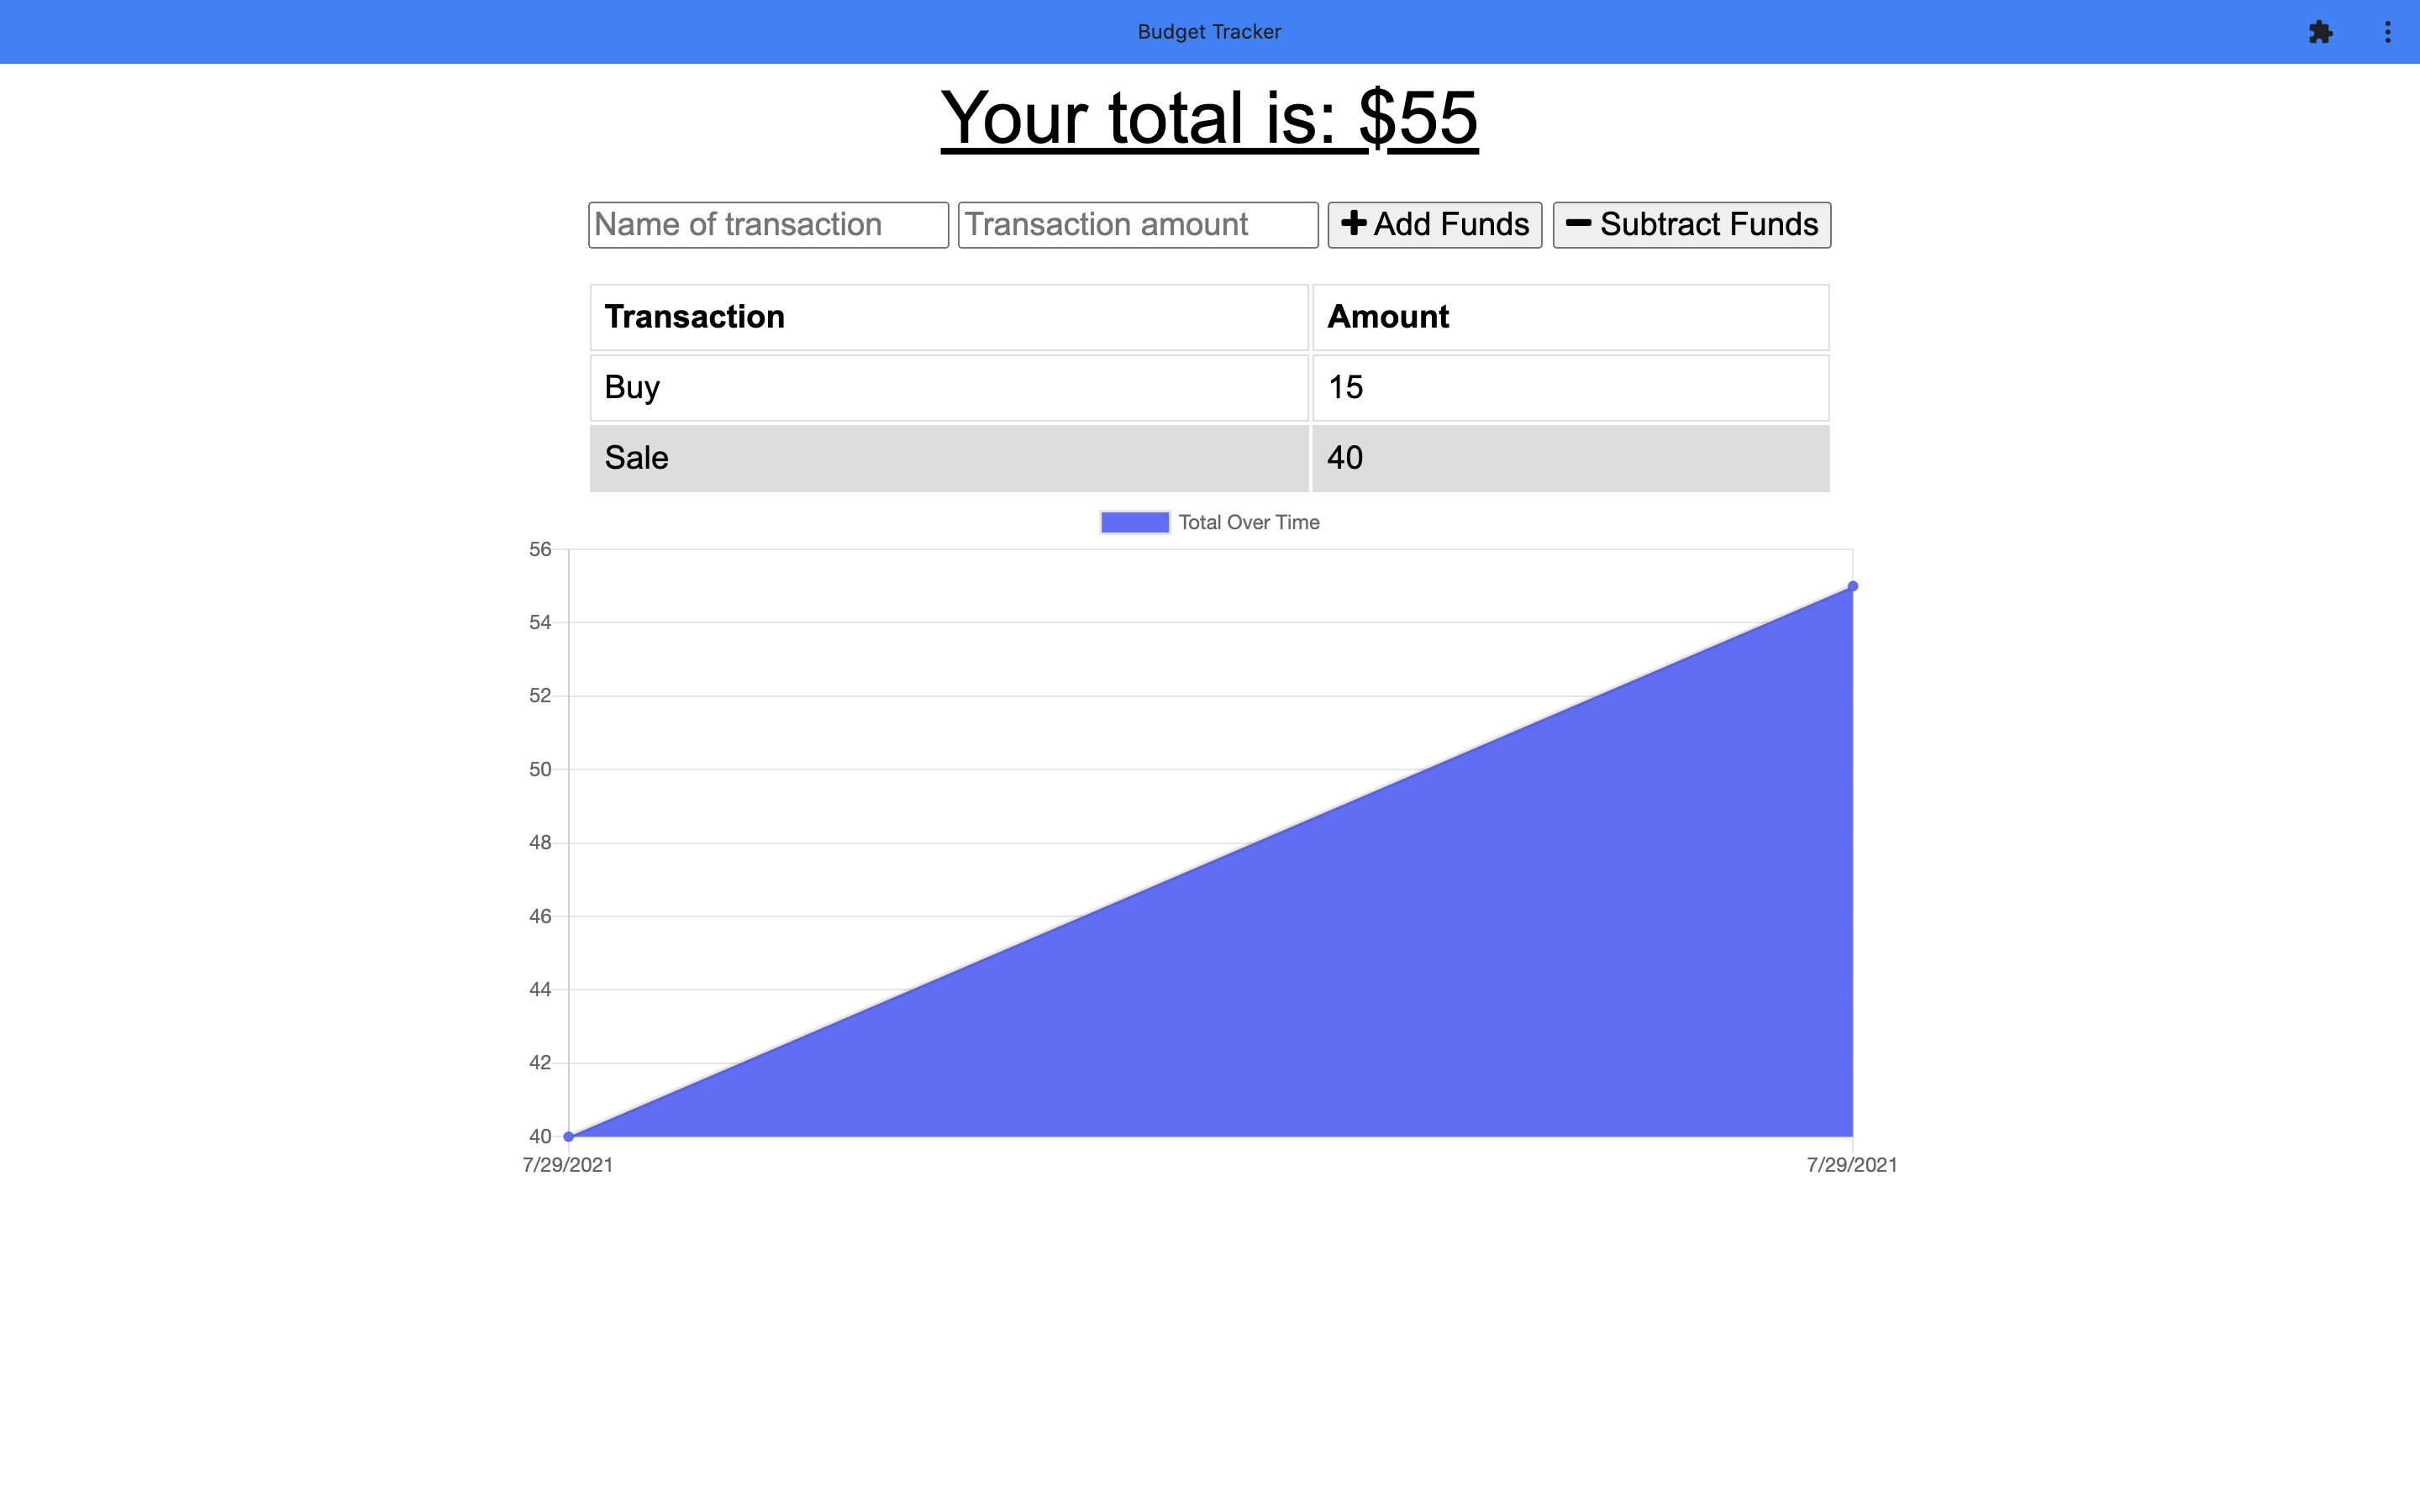 Budget Tracker
Your total is: $55
Name of transaction Transaction amount Add Funds Subtract Funds
Transaction Amount
Buy 15
Sale 40
Total Over Time
56
54
52
50
48
46
44
42
40
7/29/2021 7/29/2021